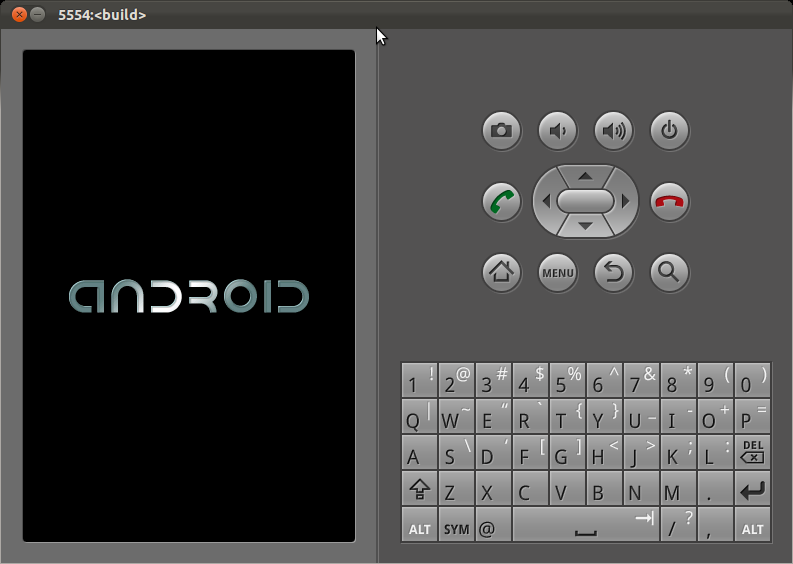 5554:<build>
ANDROID
MENU
1 ! 2 @ 3 # 4 $ 5 % 6 ^ 7 & 8 * 9 ( 0 )
Q | W ~ E “ R ` T { Y } U _ I - O + P =
A S \ D ‘ F [ G ] H < J > K ; L : DEL
Z X C V B N M .
ALT SYM @ / ? , ALT